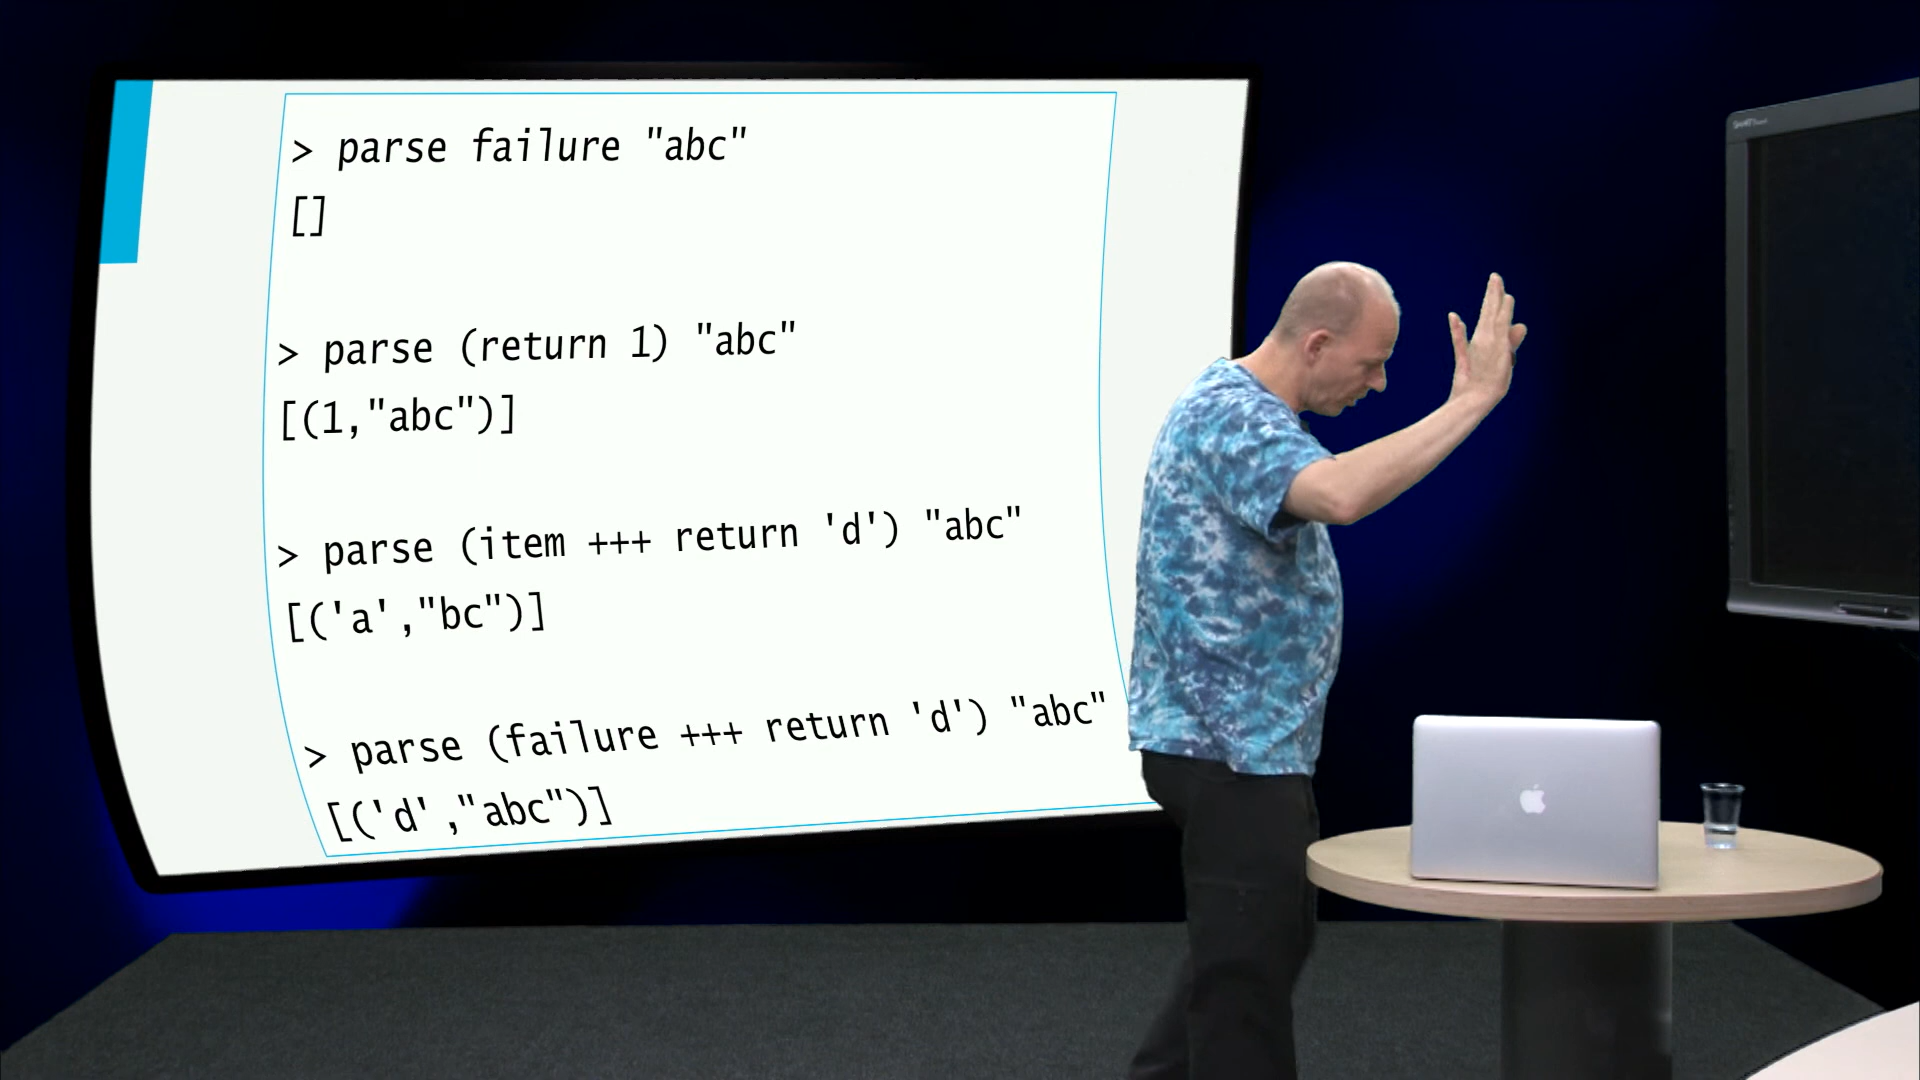 > parse failure "abc"
[]
> parse (return 1) "abc"
[(1,"abc")]
> parse (item +++ return 'd') "abc"
[('a',"bc")]
> parse (failure +++ return 'd') "abc"
[('d',"abc")]